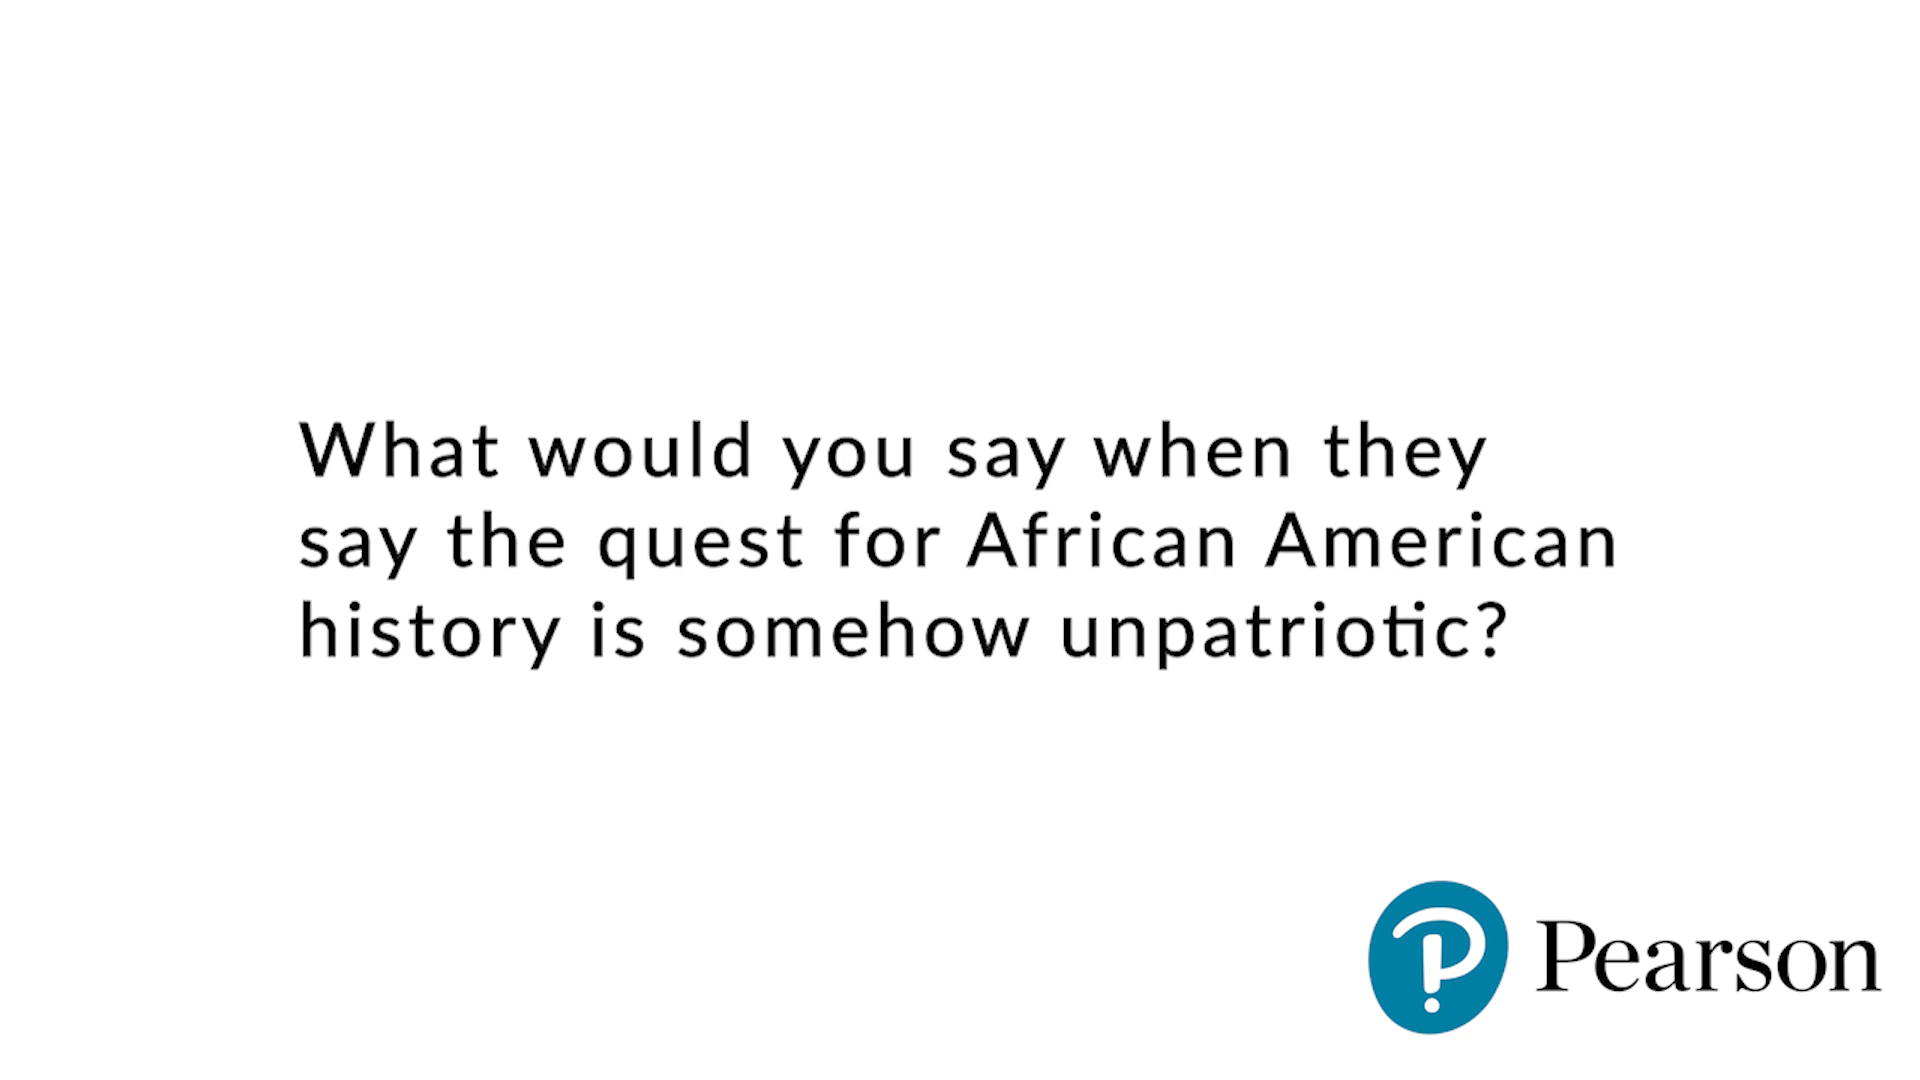 What would you say when they
say the quest for African American
history is somehow unpatriotic?
Pearson